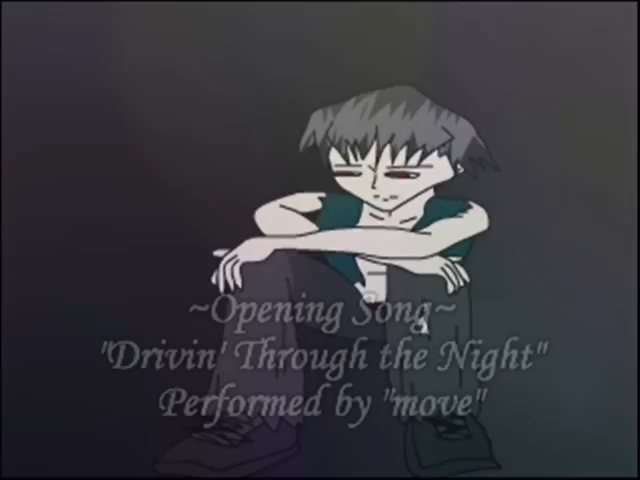 ~Opening Song~
"Drivin' Through the Night"
Performed by "move"